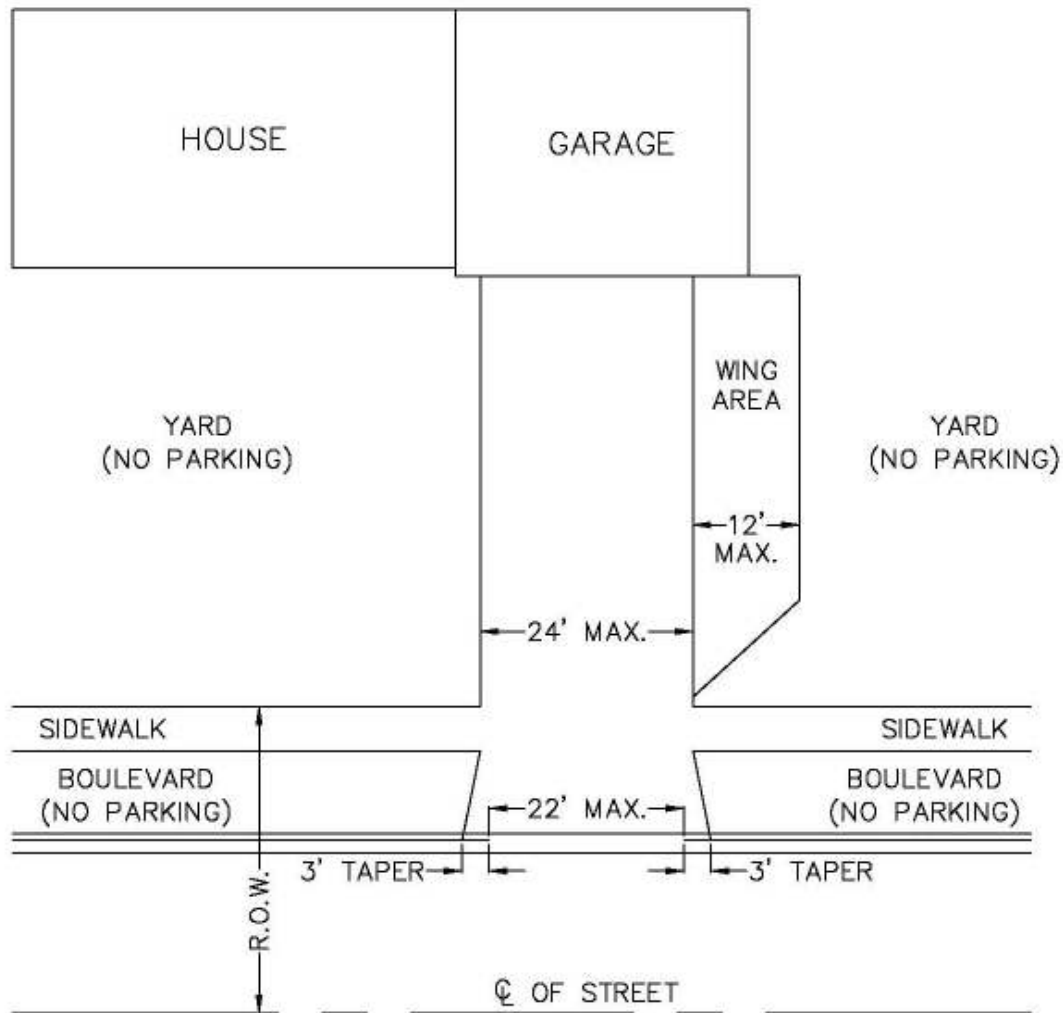 HOUSE
GARAGE
WING
AREA
YARD
(NO PARKING)
YARD
(NO PARKING)
12'
MAX.
24' MAX.
SIDEWALK
SIDEWALK
BOULEVARD
(NO PARKING)
22' MAX.
BOULEVARD
(NO PARKING)
3' TAPER
3' TAPER
R.O.W.
℄ OF STREET